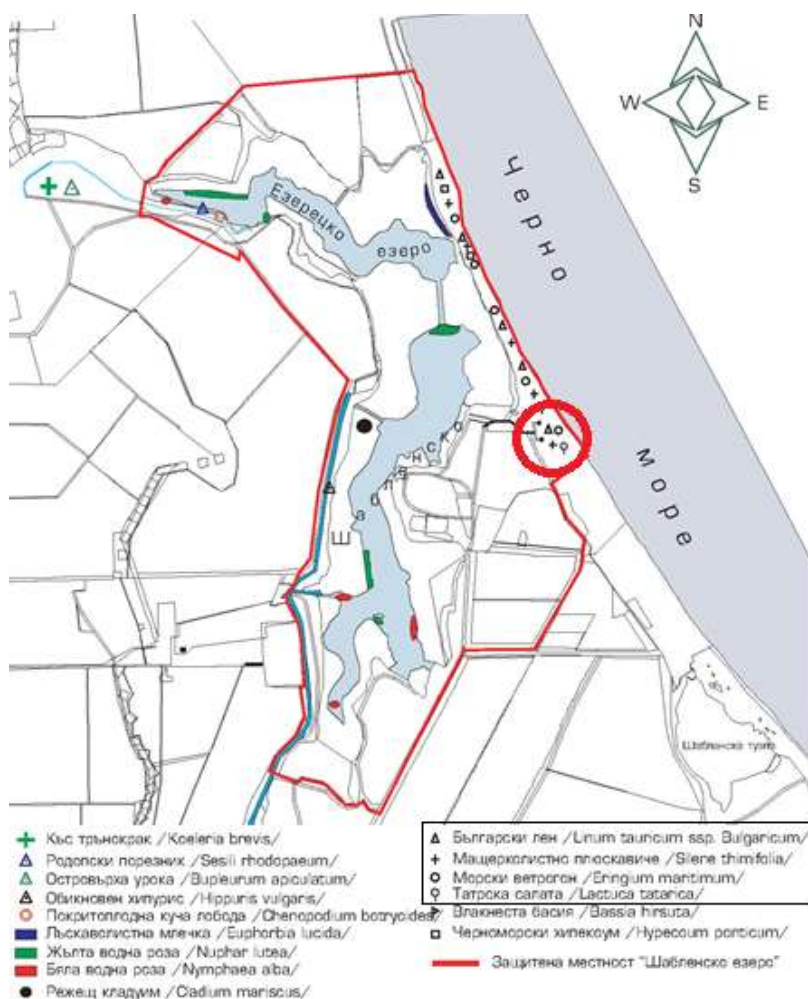 N
W E
S
Черно
море
Езерецко
езеро
Шабленско
Шабленска тузла
Къс трънокрак /Koeleria brevis/
Родопски порезник /Sesili rhodopaeum/
Островърха урока /Bupleurum apiculatum/
Обикновен хипурис /Hippuris vulgaris/
Покритоплодна куча лобода /Chenopodium botryoides/
Лъскаволистна млечка /Euphorbia lucida/
Жълта водна роза /Nuphar lutea/
Бяла водна роза /Nymphaea alba/
Режещ кладиум /Cladium mariscus/
Български лен /Linum tauricum ssp. Bulgaricum/
Мащерколистно плюскавиче /Silene thimifolia/
Морски ветрогон /Eringium maritimum/
Татрска салата /Lactuca tatarica/
Влакнеста басия /Bassia hirsuta/
Черноморски хипекоум /Hypecoum ponticum/
Защитена местност "Шабленско езеро"